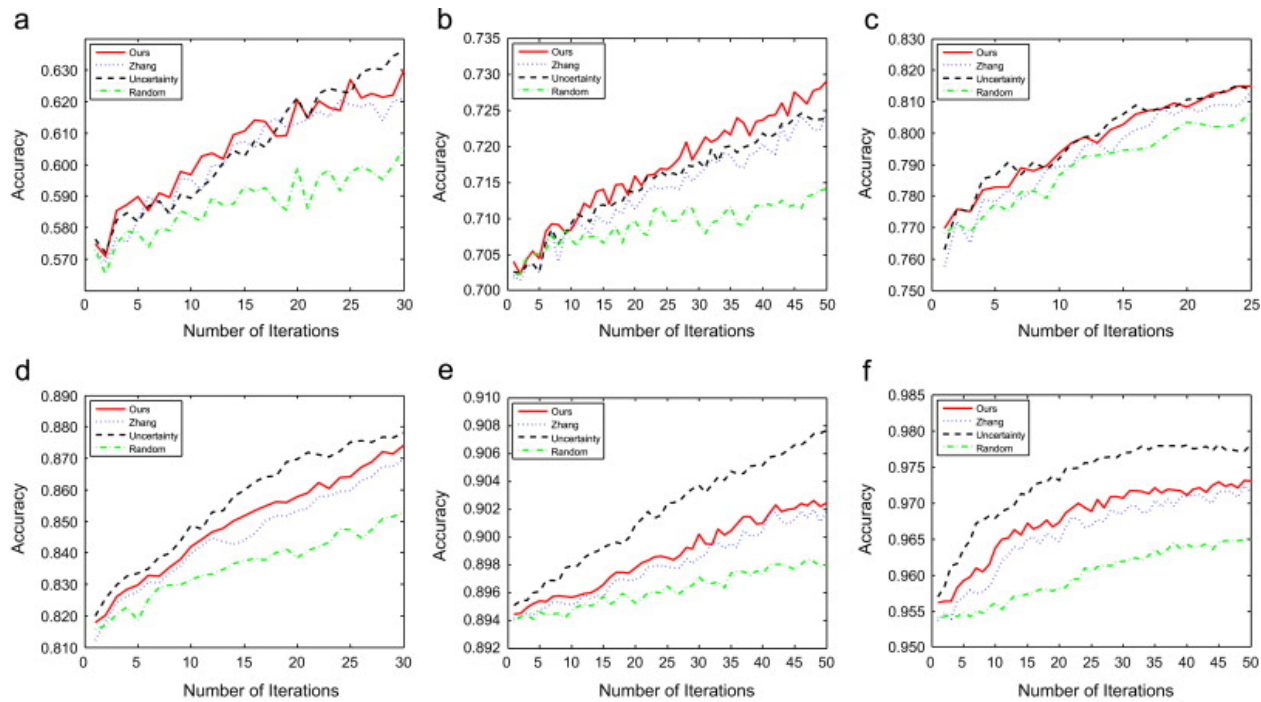 a
0.630
0.620
0.610
0.600
0.590
0.580
0.570
Accuracy
Ours
Zhang
Uncertainty
Random
0 5 10 15 20 25 30
Number of Iterations
b
0.735
0.730
0.725
0.720
0.715
0.710
0.705
0.700
Accuracy
Ours
Zhang
Uncertainty
Random
0 5 10 15 20 25 30 35 40 45 50
Number of Iterations
c
0.830
0.820
0.810
0.800
0.790
0.780
0.770
0.760
0.750
Accuracy
Ours
Zhang
Uncertainty
Random
0 5 10 15 20 25
Number of Iterations
d
0.890
0.880
0.870
0.860
0.850
0.840
0.830
0.820
0.810
Accuracy
Ours
Zhang
Uncertainty
Random
0 5 10 15 20 25 30
Number of Iterations
e
0.910
0.908
0.906
0.904
0.902
0.900
0.898
0.896
0.894
0.892
Accuracy
Ours
Zhang
Uncertainty
Random
0 5 10 15 20 25 30 35 40 45 50
Number of Iterations
f
0.985
0.980
0.975
0.970
0.965
0.960
0.955
0.950
Accuracy
Ours
Zhang
Uncertainty
Random
0 5 10 15 20 25 30 35 40 45 50
Number of Iterations